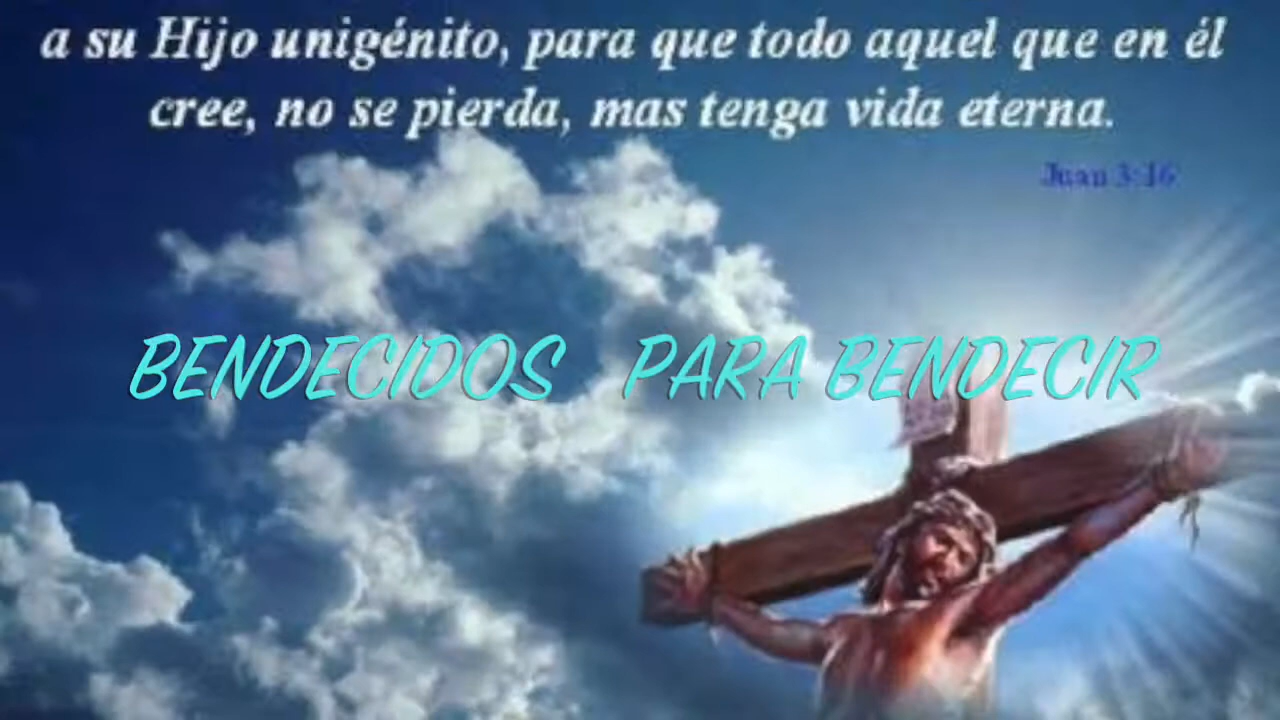 a su Hijo unigénito, para que todo aquel que en él
cree, no se pierda, mas tenga vida eterna.
Juan 3:16
BENDECIDOS PARA BENDECIR